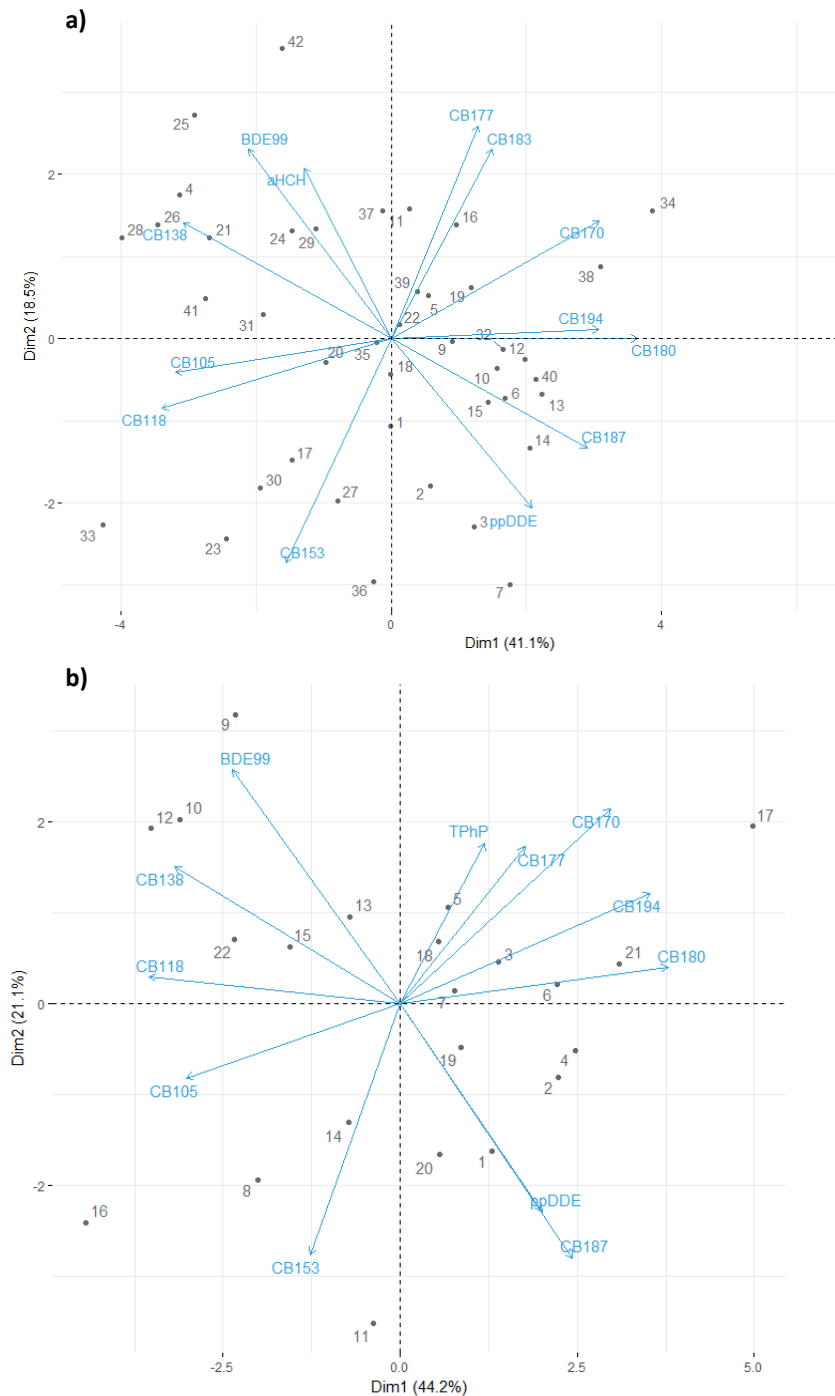 a)
42
25
CB177
BDE99
CB183
2
aHCH
4
37
11
16
34
28
26
CB138
21
24
29
CB170
38
39
19
5
41
31
22
CB194
0
CB105
20
35
18
9
32
12
CB180
10
40
CB118
1
15
6
13
17
14
CB187
30
27
2
-2
3
ppDDE
33
23
CB153
36
7
-4
0
4
Dim1 (41.1%)
Dim2 (18.5%)
b)
9
BDE99
12
10
2
TPhP
CB170
17
CB177
CB138
13
5
CB194
22
15
18
3
21
CB180
CB118
7
6
0
19
4
2
CB105
14
20
1
8
-2
ppDDE
16
CB187
CB153
11
-2.5
0.0
2.5
5.0
Dim1 (44.2%)
Dim2 (21.1%)